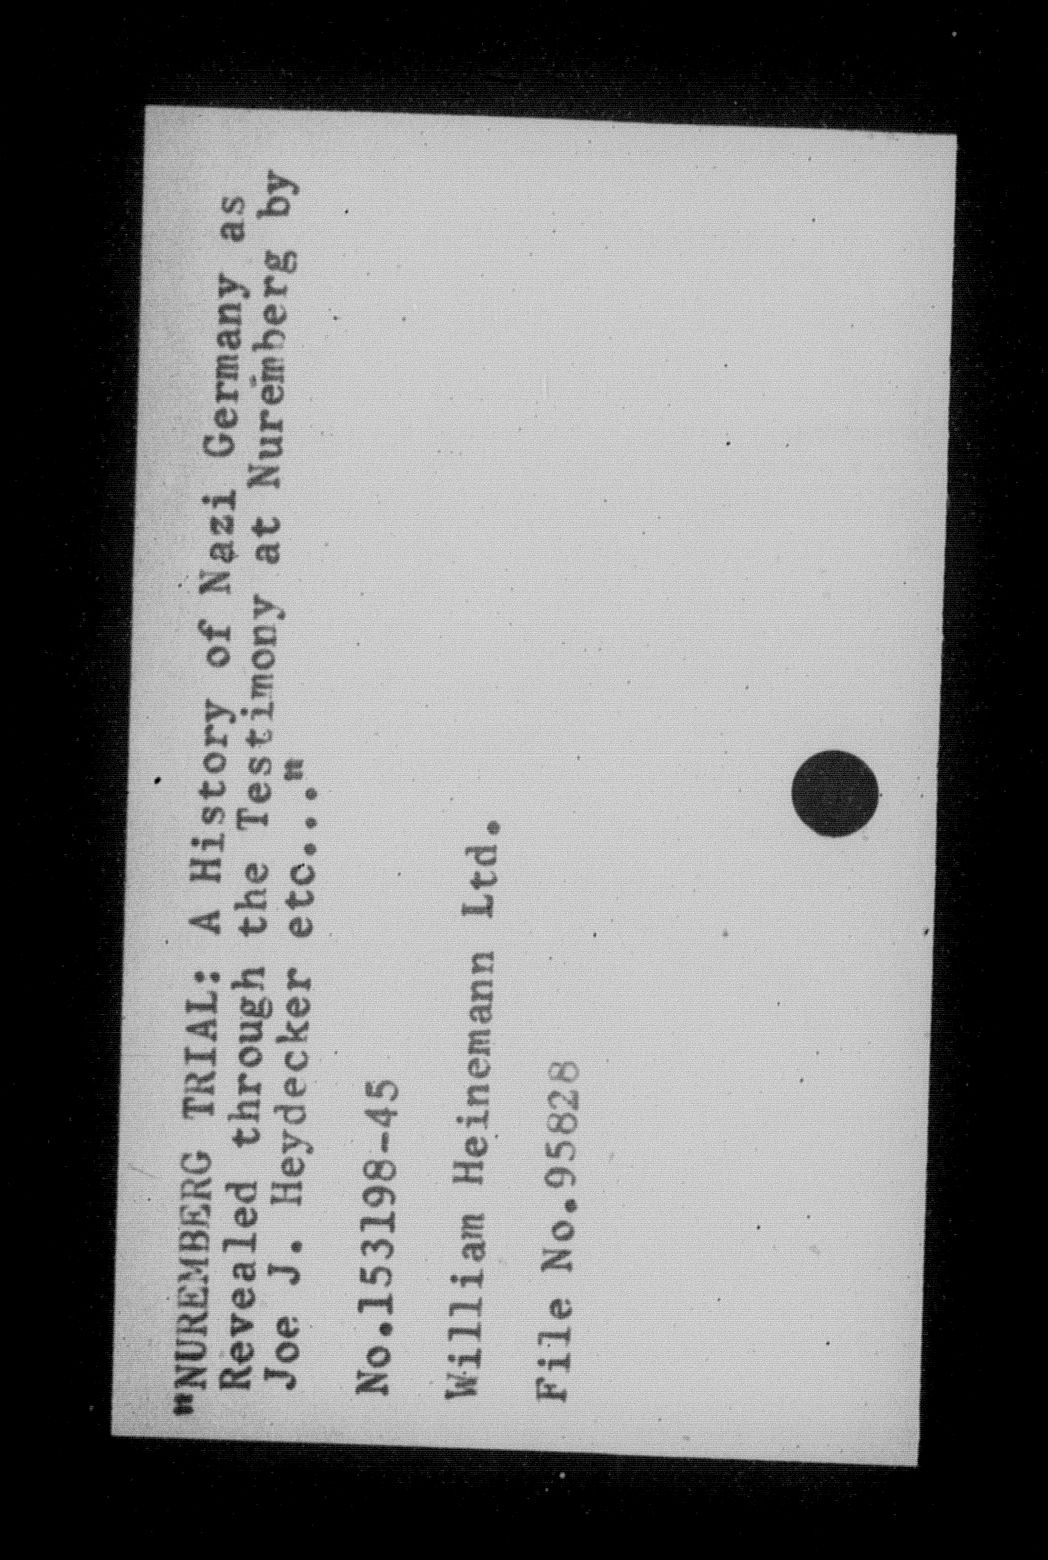 "NUREMBERG TRIAL: A History of Nazi Germany as
Revealed through the Testimony at Nuremberg by
Joe J. Heydecker etc...."
No.153198-45
William Heinemann Ltd.
File No.95828